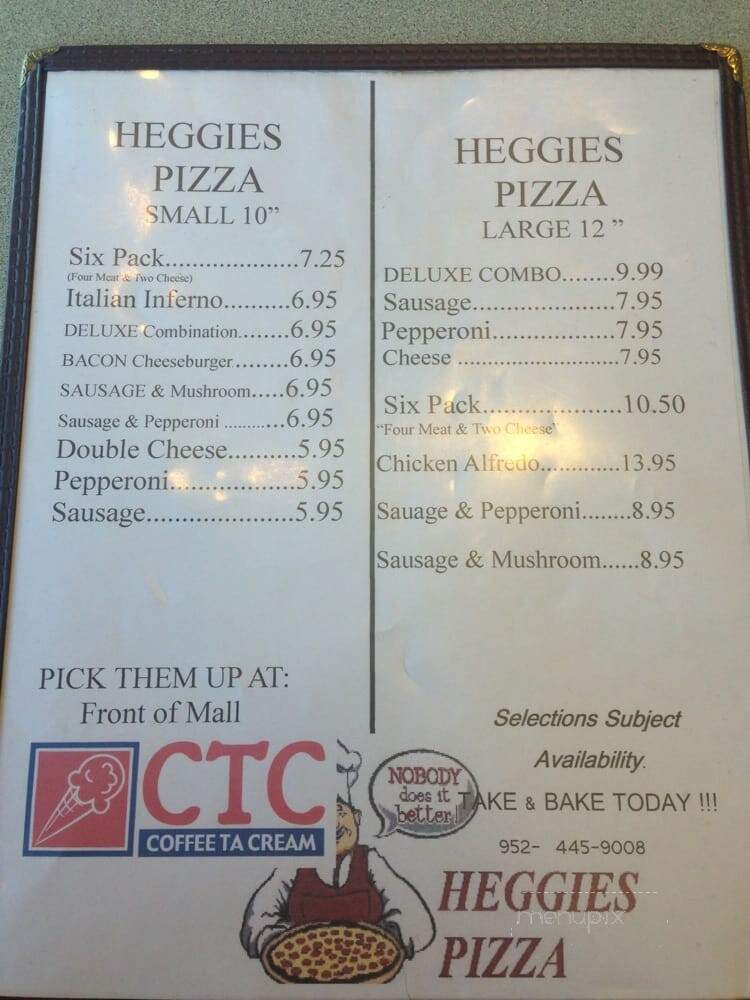 HEGGIES
PIZZA
SMALL 10”
Six Pack.....................7.25
(Four Meat & Two Cheese)
Italian Inferno..........6.95
DELUXE Combination........6.95
BACON Cheeseburger........6.95
SAUSAGE & Mushroom.....6.95
Sausage & Pepperoni ............6.95
Double Cheese..........5.95
Pepperoni...................5.95
Sausage......................5.95
PICK THEM UP AT:
Front of Mall
CTC
COFFEE TA CREAM
HEGGIES
PIZZA
LARGE 12 ”
DELUXE COMBO.......9.99
Sausage.....................7.95
Pepperoni..................7.95
Cheese .......................7.95
Six Pack.....................10.50
“Four Meat & Two Cheese”
Chicken Alfredo............13.95
Sauage & Pepperoni.......8.95
Sausage & Mushroom......8.95
Selections Subject
Availability.
NOBODY
does it
better!
TAKE & BAKE TODAY !!!
952- 445-9008
HEGGIES
PIZZA
menupix